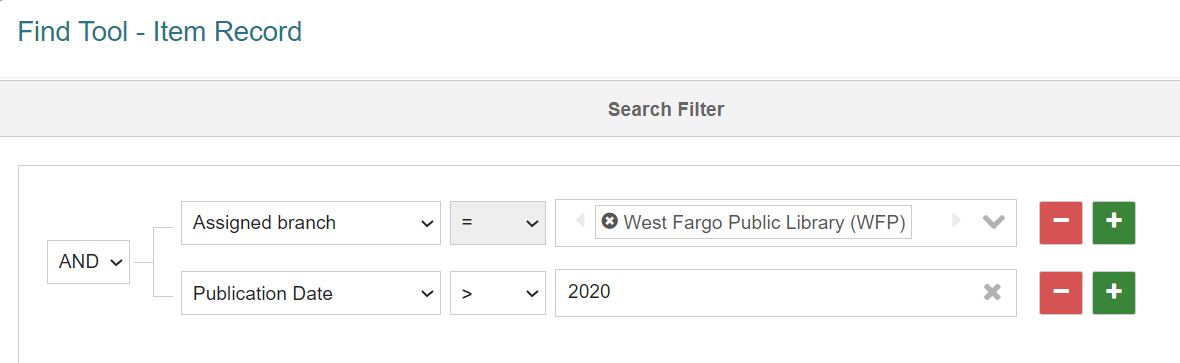 Find Tool - Item Record
Search Filter
Assigned branch = West Fargo Public Library (WFP)
AND
Publication Date > 2020